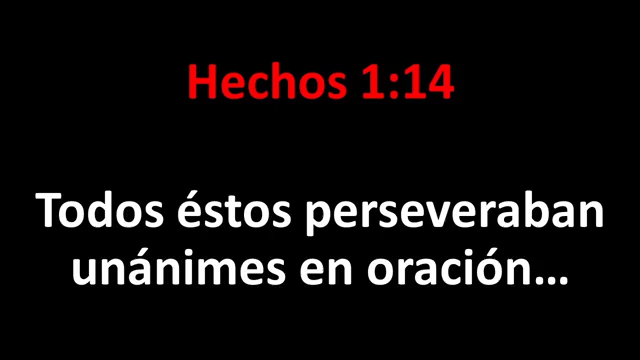 Hechos 1:14
Todos éstos perseveraban
unánimes en oración…